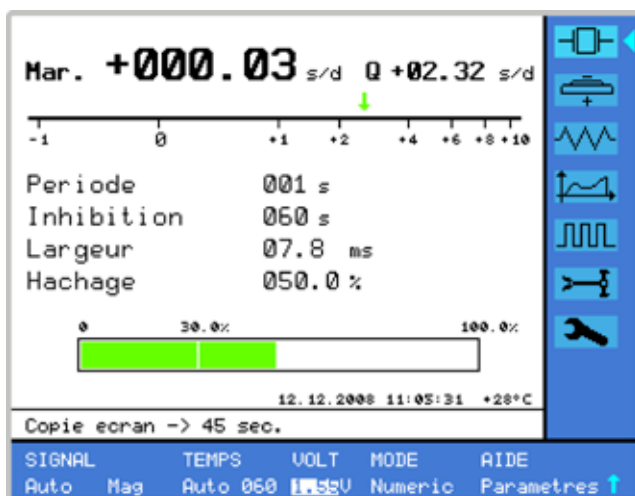 Mar. +000.03 s/d Q +02.32 s/d
-1 0 +1 +2 +4 +6 +8 +10
Periode 001 s
Inhibition 060 s
Largeur 07.8 ms
Hachage 050.0 %
0 30.0% 100.0%
12.12.2008 11:05:31 +28°C
Copie ecran -> 45 sec.
SIGNAL TEMPS VOLT MODE AIDE
Auto Mag Auto 060 1.55V Numeric Parametres